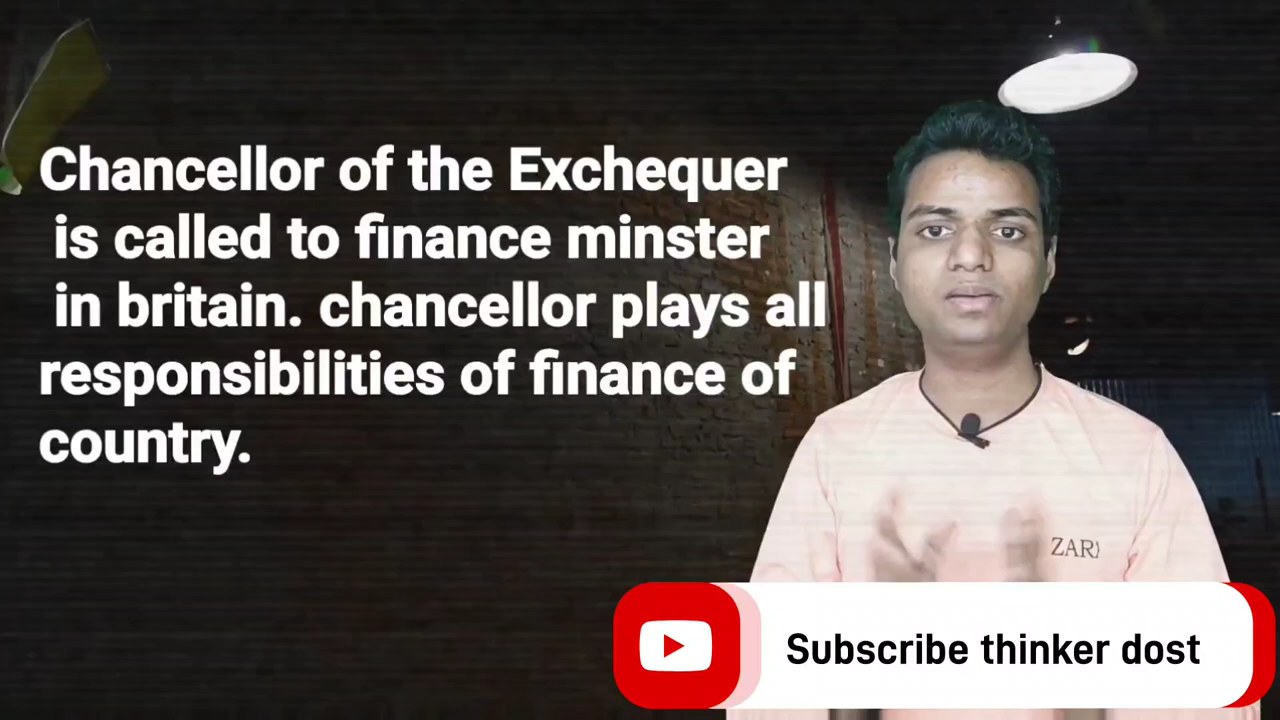 Chancellor of the Exchequer
is called to finance minster
in britain. chancellor plays all
responsibilities of finance of
country.
ZARA
Subscribe thinker dost